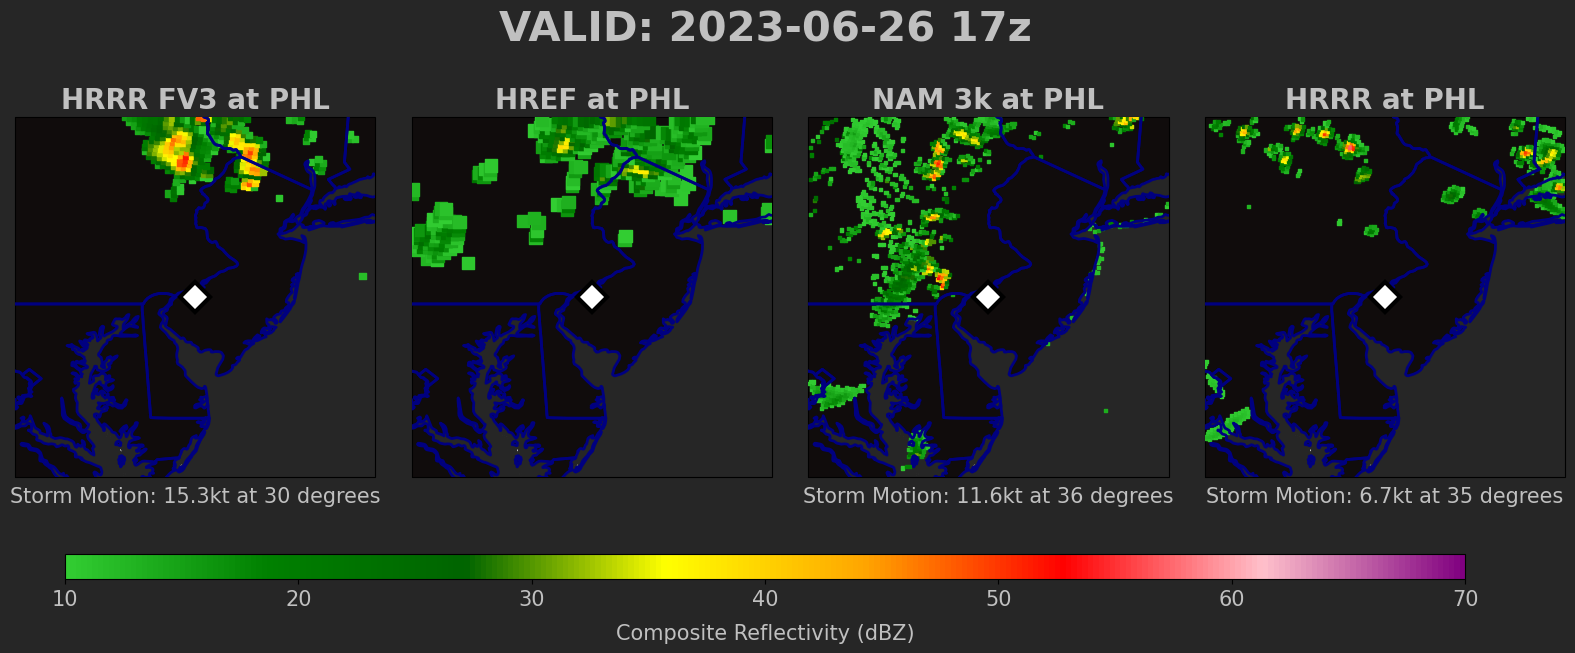 VALID: 2023-06-26 17z
HRRR FV3 at PHL
HREF at PHL
NAM 3k at PHL
HRRR at PHL
Storm Motion: 15.3kt at 30 degrees
Storm Motion: 11.6kt at 36 degrees
Storm Motion: 6.7kt at 35 degrees
10 20 30 40 50 60 70
Composite Reflectivity (dBZ)